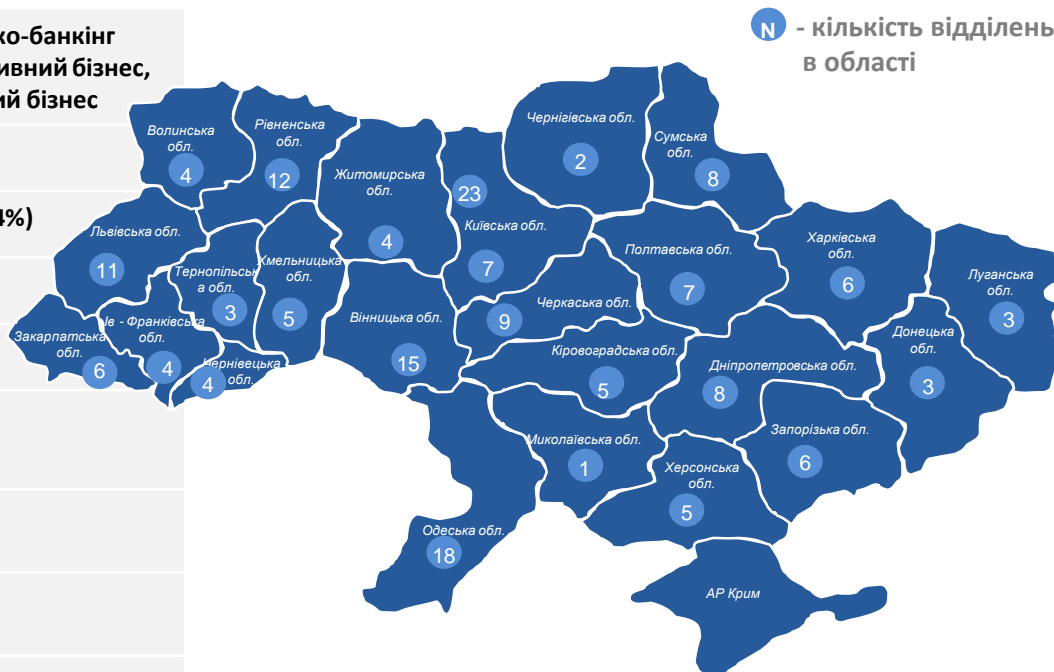 ко-банкінг
ивний бізнес,
ий бізнес
4%)
N - кількість відділень
в області
Волинська
обл.
4
Рівненська
обл.
12
Житомирська
обл.
4
23
Київська
обл.
7
Чернігівська обл.
2
Сумська
обл.
8
Львівська обл.
11
Тернопільськ
а обл.
3
Хмельницька
обл.
5
Вінницька обл.
15
Черкаська обл.
9
Полтавська обл.
7
Харківська
обл.
6
Луганська
обл.
3
Закарпатська
обл.
6
Ів - Франківська
обл.
4
Чернівецька
обл.
4
Кіровоградська обл.
5
Дніпропетровська обл.
8
Донецька
обл.
3
Миколаївська обл.
1
Запорізька обл.
6
Херсонська
обл.
5
Одеська обл.
18
АР Крим